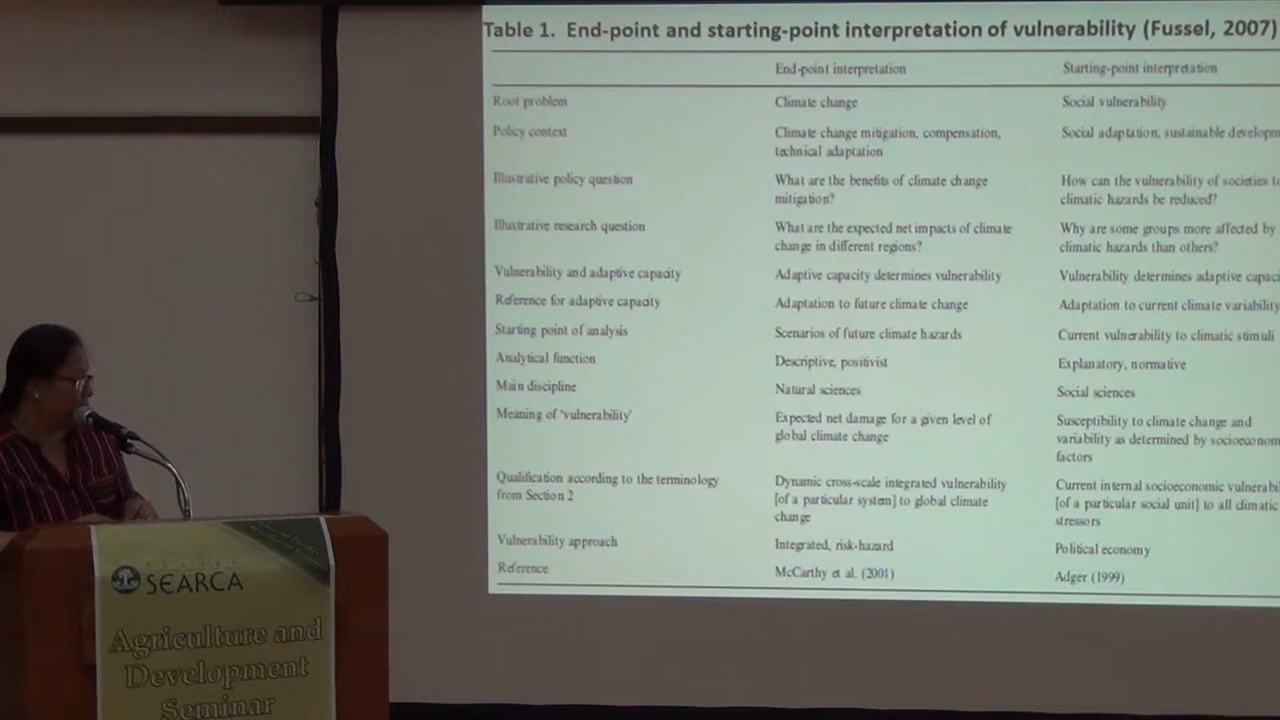 Table 1. End-point and starting-point interpretation of vulnerability (Fussel, 2007)
End-point interpretation Starting-point interpretation
Root problem Climate change Social vulnerability
Policy context Climate change mitigation, compensation, Social adaptation, sustainable developm
technical adaptation
Illustrative policy question What are the benefits of climate change How can the vulnerability of societies to
mitigation? climatic hazards be reduced?
Illustrative research question What are the expected net impacts of climate Why are some groups more affected by
change in different regions? climatic hazards than others?
Vulnerability and adaptive capacity Adaptive capacity determines vulnerability Vulnerability determines adaptive capaci
Reference for adaptive capacity Adaptation to future climate change Adaptation to current climate variability
Starting point of analysis Scenarios of future climate hazards Current vulnerability to climatic stimuli
Analytical function Descriptive, positivist Explanatory, normative
Main discipline Natural sciences Social sciences
Meaning of 'vulnerability' Expected net damage for a given level of Susceptibility to climate change and
global climate change variability as determined by socioeconom
factors
Qualification according to the terminology Dynamic cross-scale integrated vulnerability Current internal socioeconomic vulnerabil
from Section 2 [of a particular system] to global climate [of a particular social unit] to all climatic
change stressors
Vulnerability approach Integrated, risk-hazard Political economy
Reference McCarthy et al. (2001) Adger (1999)
SEARCA
Agriculture and
Development
Seminar